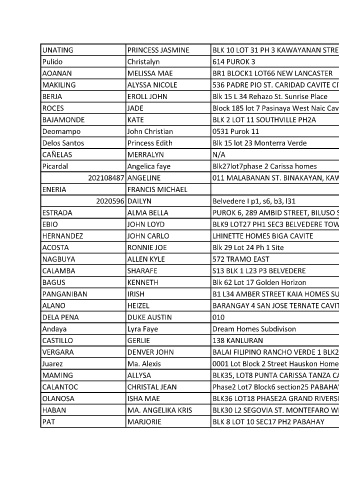 UNATING PRINCESS JASMINE BLK 10 LOT 31 PH 3 KAWAYANAN STRE
Pulido Christalyn 614 PUROK 3
AOANAN MELISSA MAE BR1 BLOCK1 LOT66 NEW LANCASTER
MAKILING ALYSSA NICOLE 536 PADRE PIO ST. CARIDAD CAVITE CI
BERJA EROLL JOHN Blk 15 L 34 Rehazo St. Sunrise Place
ROCES JADE Block 185 lot 7 Pasinaya West Naic Cav
BAJAMONDE KATE BLK 2 LOT 11 SOUTHVILLE PH2A
Deomampo John Christian 0531 Purok 11
Delos Santos Princess Edith Blk 15 lot 23 Monterra Verde
CAÑELAS MERRALYN N/A
Picardal Angelica faye Blk27lot7phase 2 Carissa homes
202108487 ANGELINE 011 MALABANAN ST. BINAKAYAN, KAW
ENERIA FRANCIS MICHAEL
2020596 DAILYN Belvedere I p1, s6, b3, l31
ESTRADA ALMA BELLA PUROK 6, 289 AMBID STREET, BILUSO S
EBIO JOHN LOYD BLK9 LOT27 PH1 SEC3 BELVEDERE TOW
HERNANDEZ JOHN CARLO LHINETTE HOMES BIGA CAVITE
ACOSTA RONNIE JOE Blk 29 Lot 24 Ph 1 Site
NAGBUYA ALLEN KYLE 572 TRAMO EAST
CALAMBA SHARAFE S13 BLK 1 L23 P3 BELVEDERE
BAGUS KENNETH Blk 62 Lot 17 Golden Horizon
PANGANIBAN IRISH B1 L34 AMBER STREET KAIA HOMES SU
ALANO HEIZEL BARANGAY 4 SAN JOSE TERNATE CAVIT
DELA PENA DUKE AUSTIN 010
Andaya Lyra Faye Dream Homes Subdivison
CASTILLO GERLIE 138 KANLURAN
VERGARA DENVER JOHN BALAI FILIPINO RANCHO VERDE 1 BLK2
Juarez Ma. Alexis 0001 Lot Block 2 Street Hauskon Home
MAMING ALLYSA BLK35, LOT8 PUNTA CARISSA TANZA CA
CALANTOC CHRISTAL JEAN Phase2 Lot7 Block6 section25 PABAHAY
OLANOSA ISHA MAE BLK36 LOT18 PHASE2A GRAND RIVERSI
HABAN MA. ANGELIKA KRIS BLK30 L2 SEGOVIA ST. MONTEFARO WI
PAT MARJORIE BLK 8 LOT 10 SEC17 PH2 PABAHAY